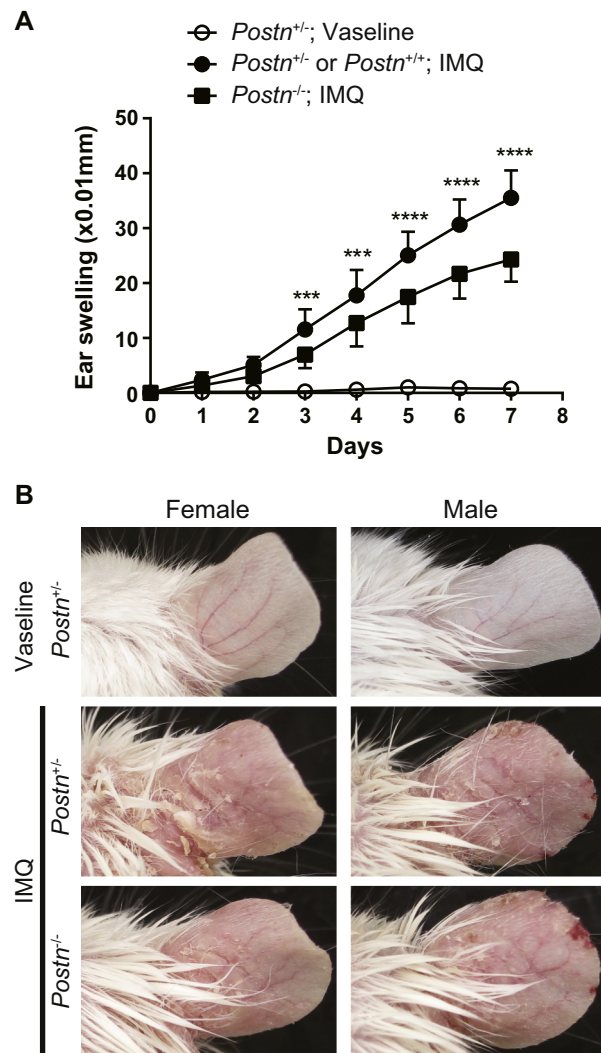 A
Postn+/-; Vaseline
Postn+/- or Postn+/+; IMQ
Postn-/-; IMQ
Ear swelling (x0.01mm)
50
40
30
20
10
0
*** *** **** **** ****
0 1 2 3 4 5 6 7 8
Days
B
Female Male
Vaseline
Postn+/-
IMQ
Postn+/-
Postn-/-